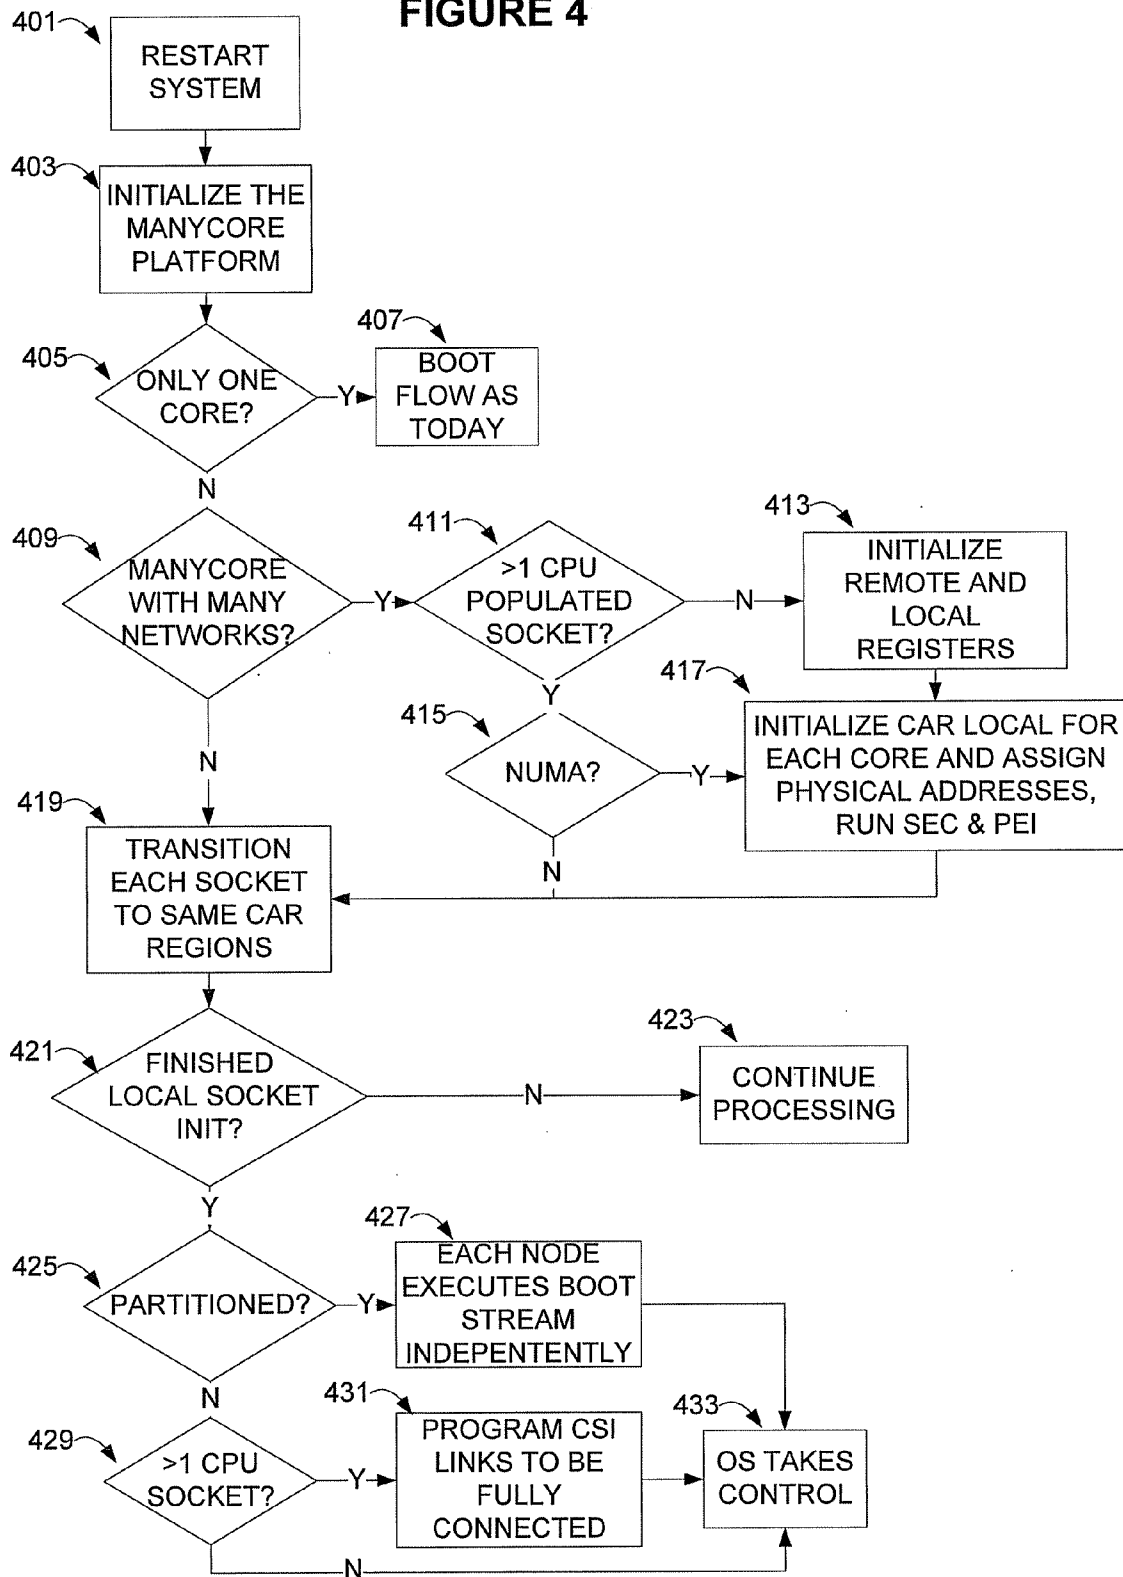 FIGURE 4
401
RESTART
SYSTEM
403
INITIALIZE THE
MANYCORE
PLATFORM
405
ONLY ONE
CORE?
Y
407
BOOT
FLOW AS
TODAY
N
409
MANYCORE
WITH MANY
NETWORKS?
Y
411
>1 CPU
POPULATED
SOCKET?
N
413
INITIALIZE
REMOTE AND
LOCAL
REGISTERS
Y
415
NUMA?
Y
417
INITIALIZE CAR LOCAL FOR
EACH CORE AND ASSIGN
PHYSICAL ADDRESSES,
RUN SEC & PEI
N
N
419
TRANSITION
EACH SOCKET
TO SAME CAR
REGIONS
421
FINISHED
LOCAL SOCKET
INIT?
N
423
CONTINUE
PROCESSING
Y
425
PARTITIONED?
Y
427
EACH NODE
EXECUTES BOOT
STREAM
INDEPENTENTLY
N
429
>1 CPU
SOCKET?
Y
431
PROGRAM CSI
LINKS TO BE
FULLY
CONNECTED
433
OS TAKES
CONTROL
N